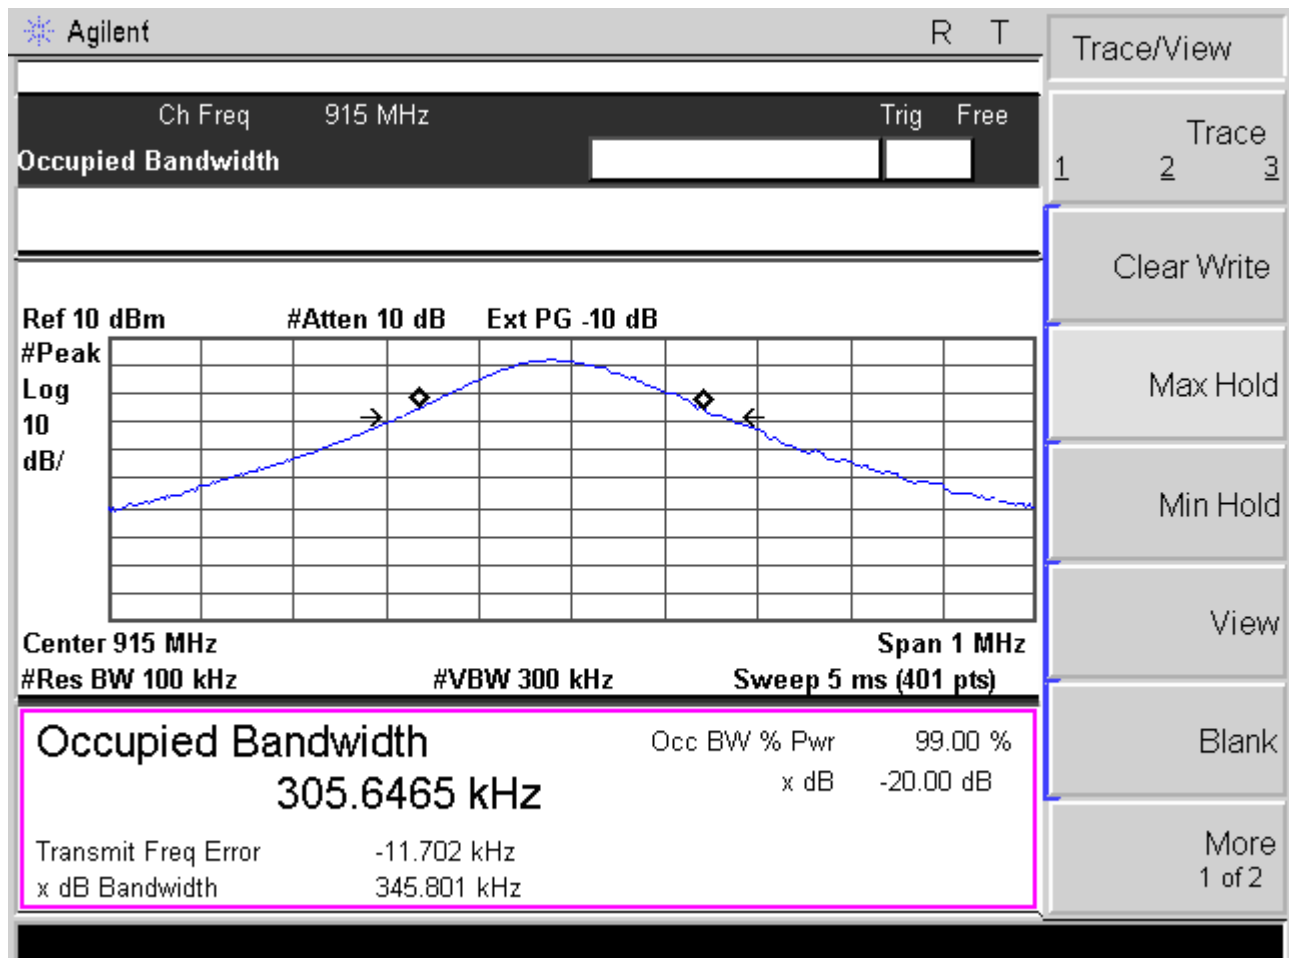 Agilent R T
Ch Freq 915 MHz Trig Free
Occupied Bandwidth
Ref 10 dBm #Atten 10 dB Ext PG -10 dB
#Peak
Log
10
dB/
Center 915 MHz Span 1 MHz
#Res BW 100 kHz #VBW 300 kHz Sweep 5 ms (401 pts)
Occupied Bandwidth Occ BW % Pwr 99.00 %
305.6465 kHz x dB -20.00 dB
Transmit Freq Error -11.702 kHz
x dB Bandwidth 345.801 kHz
Trace/View
Trace
1 2 3
Clear Write
Max Hold
Min Hold
View
Blank
More
1 of 2